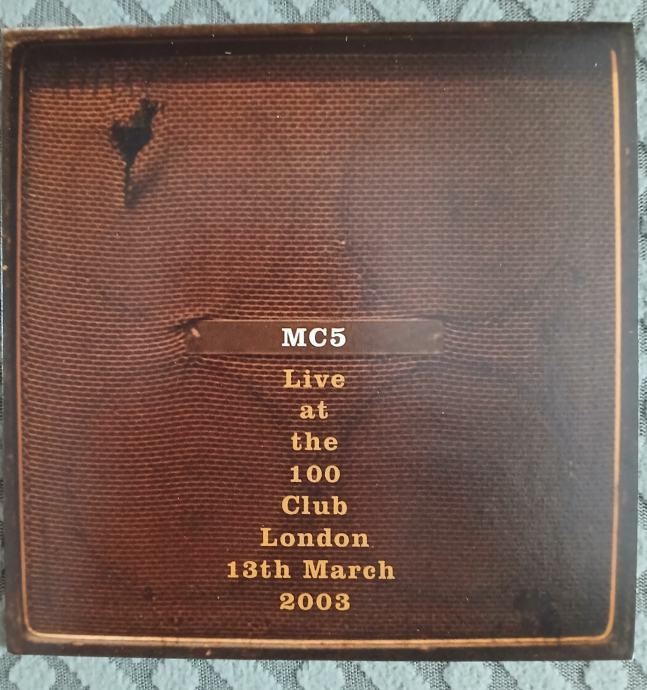 MC5
Live
at
the
100
Club
London
13th March
2003